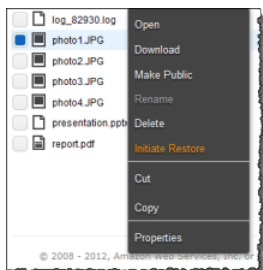 log_82930.log
photo1.JPG
photo2.JPG
photo3.JPG
photo4.JPG
presentation.ppt
report.pdf
Open
Download
Make Public
Rename
Delete
Initiate Restore
Cut
Copy
Properties
© 2008 - 2012, Amazon Web Services, Inc. or